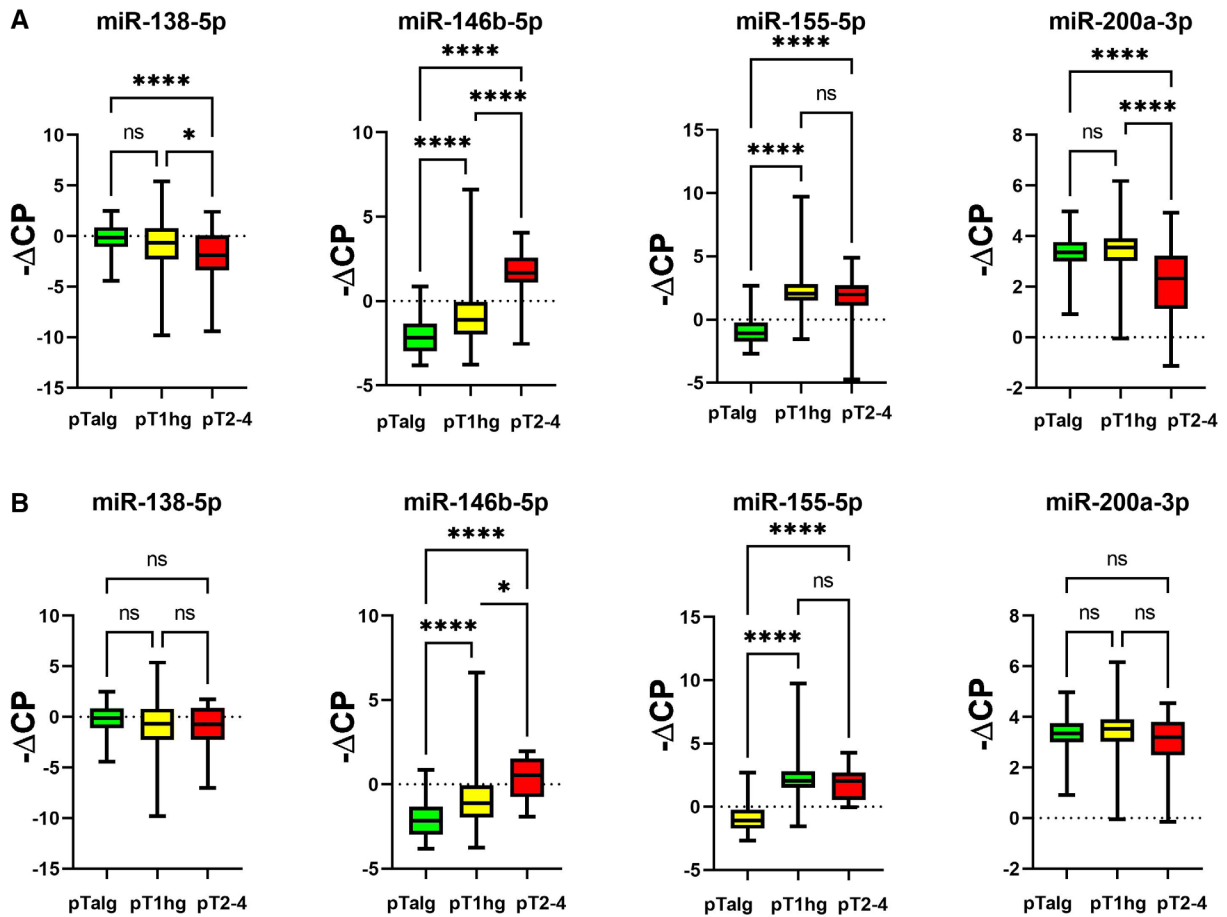 A
miR-138-5p
miR-146b-5p
miR-155-5p
miR-200a-3p
****
ns
*
10
5
0
-5
-10
-15
-ΔCP
pTalg
pT1hg
pT2-4
****
****
****
10
5
0
-5
-ΔCP
pTalg
pT1hg
pT2-4
****
ns
****
15
10
5
0
-5
-ΔCP
pTalg
pT1hg
pT2-4
****
ns
****
8
6
4
2
0
-2
-ΔCP
pTalg
pT1hg
pT2-4
B
miR-138-5p
miR-146b-5p
miR-155-5p
miR-200a-3p
ns
ns
ns
10
5
0
-5
-10
-15
-ΔCP
pTalg
pT1hg
pT2-4
****
*
****
10
5
0
-5
-ΔCP
pTalg
pT1hg
pT2-4
****
ns
****
15
10
5
0
-5
-ΔCP
pTalg
pT1hg
pT2-4
ns
ns
ns
8
6
4
2
0
-2
-ΔCP
pTalg
pT1hg
pT2-4